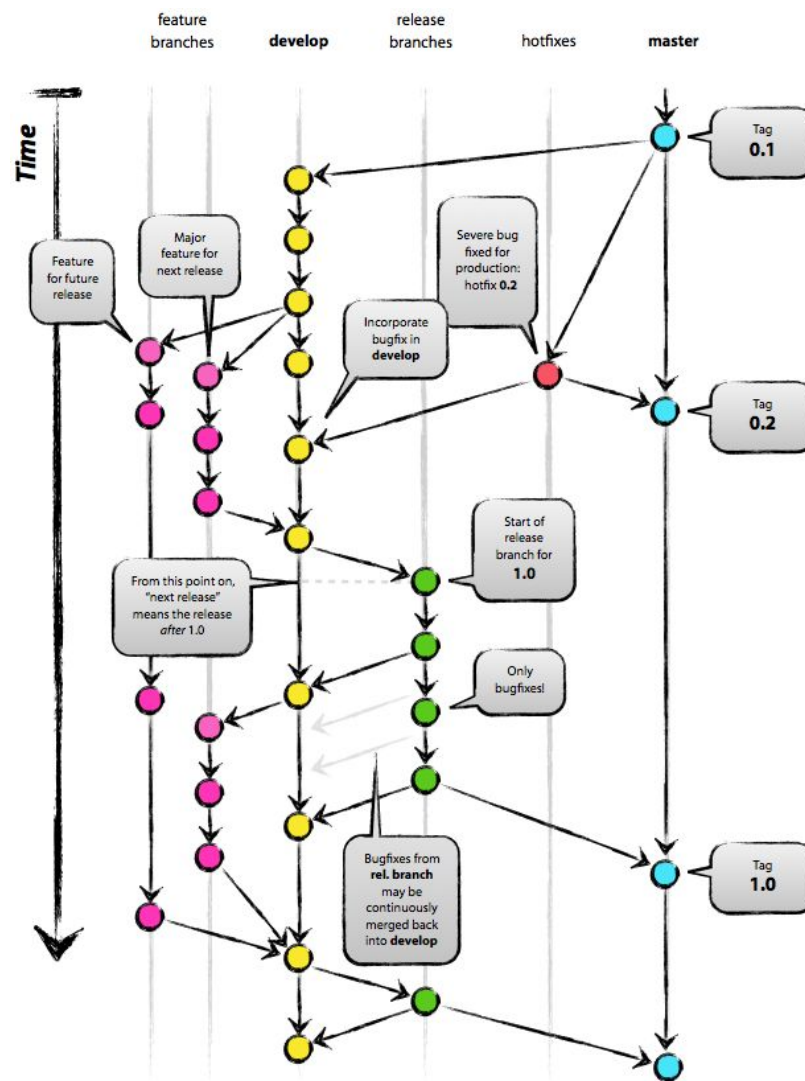 feature
branches
develop
release
branches
hotfixes
master
Time
Tag
0.1
Feature
for future
release
Major
feature for
next release
Severe bug
fixed for
production:
hotfix 0.2
Incorporate
bugfix in
develop
Tag
0.2
Start of
release
branch for
1.0
From this point on,
“next release”
means the release
after 1.0
Only
bugfixes!
Bugfixes from
rel. branch
may be
continuously
merged back
into develop
Tag
1.0